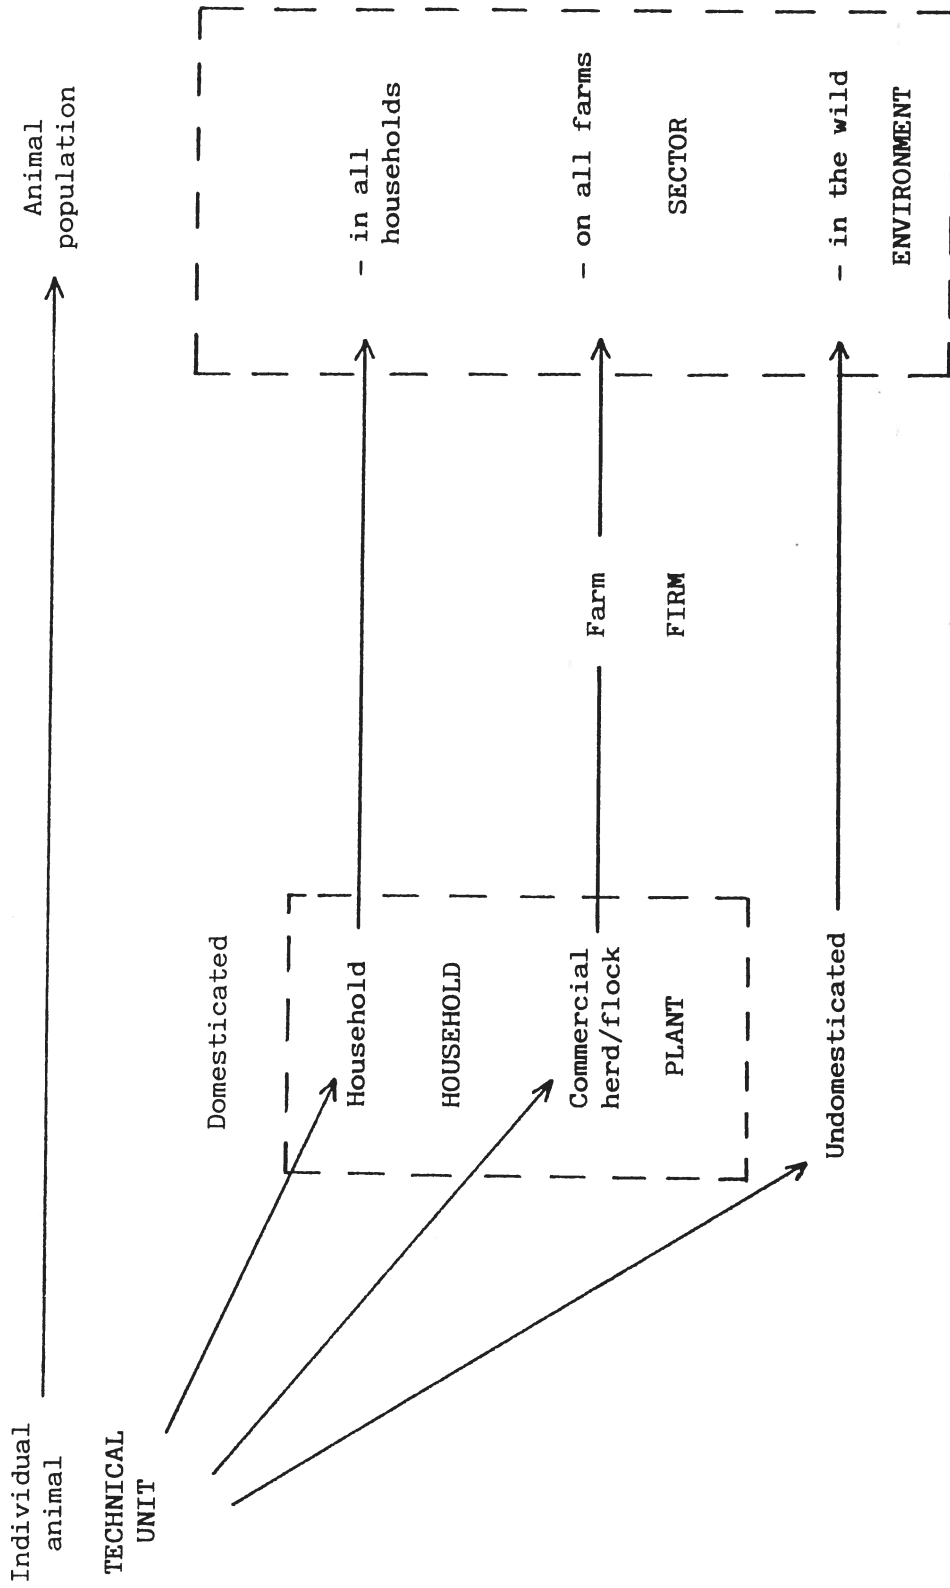 Individual
animal
Animal
population
TECHNICAL
UNIT
Domesticated
Household
HOUSEHOLD
Commercial
herd/flock
PLANT
Undomesticated
Farm
FIRM
- in all
households
- on all farms
SECTOR
- in the wild
ENVIRONMENT